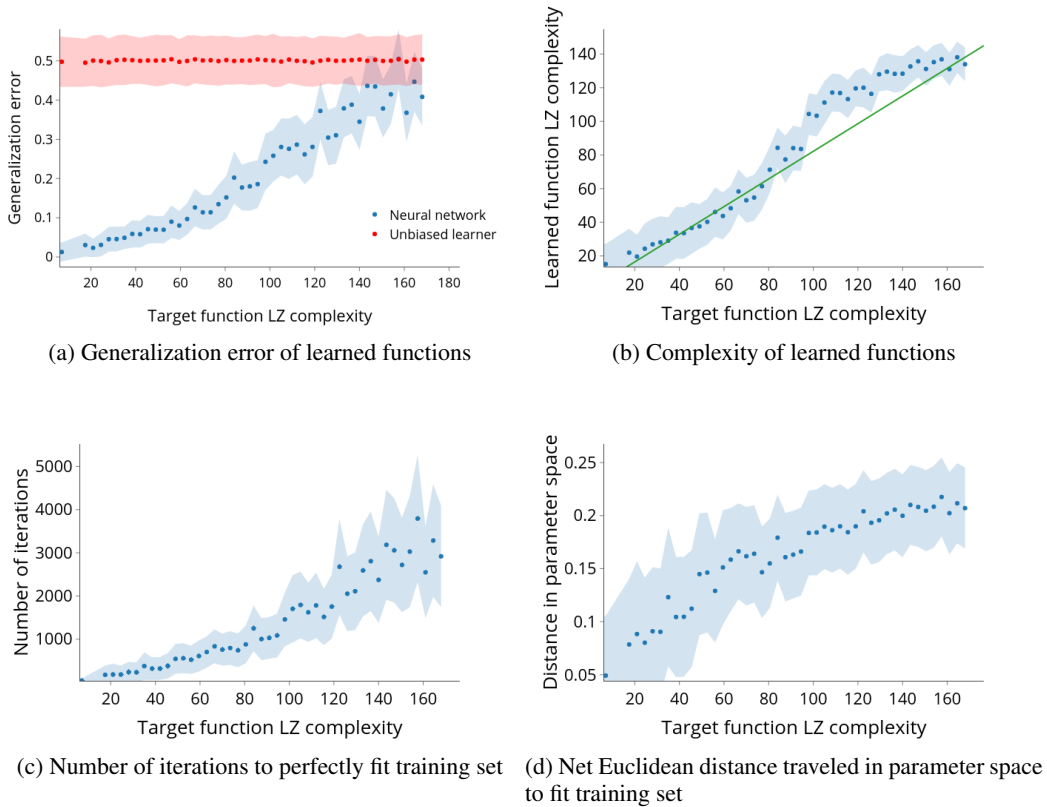 0.5
0.4
0.3
0.2
0.1
0
Generalization error
Neural network
Unbiased learner
20 40 60 80 100 120 140 160 180
Target function LZ complexity
(a) Generalization error of learned functions
140
120
100
80
60
40
20
Learned function LZ complexity
20 40 60 80 100 120 140 160
Target function LZ complexity
(b) Complexity of learned functions
5000
4000
3000
2000
1000
Number of iterations
20 40 60 80 100 120 140 160
Target function LZ complexity
(c) Number of iterations to perfectly fit training set
0.25
0.2
0.15
0.1
0.05
Distance in parameter space
20 40 60 80 100 120 140 160
Target function LZ complexity
(d) Net Euclidean distance traveled in parameter space
to fit training set